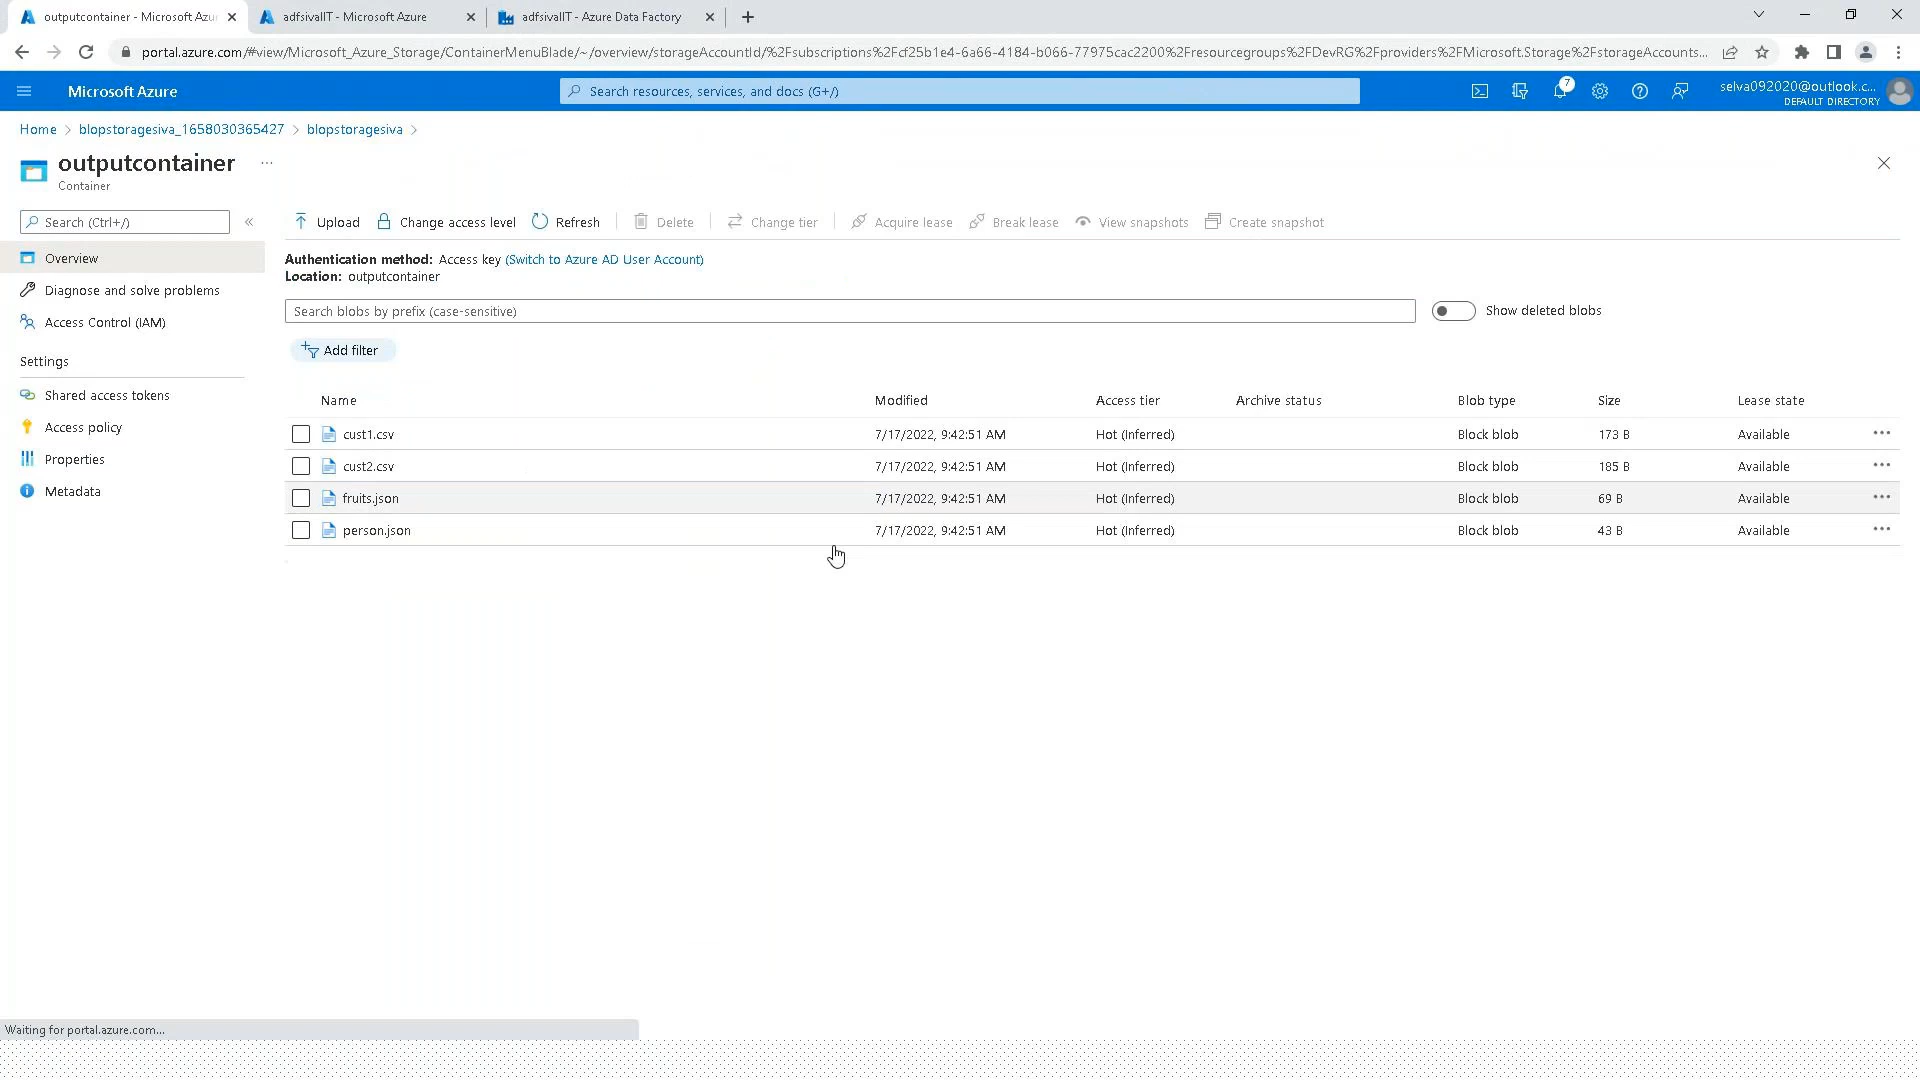 outputcontainer - Microsoft Azu
adfsivaIIT - Microsoft Azure
adfsivaIIT - Azure Data Factory
portal.azure.com/#view/Microsoft_Azure_Storage/ContainerMenuBlade/~/overview/storageAccountId/%2Fsubscriptions%2Fcf25b1e4-6a66-4184-b066-77975cac2200%2Fresourcegroups%2FDevRG%2Fproviders%2FMicrosoft.Storage%2FstorageAccounts...
Microsoft Azure
Search resources, services, and docs (G+/)
7
selva092020@outlook.c...
DEFAULT DIRECTORY
Home > blopstoragesiva_1658030365427 > blopstoragesiva >
outputcontainer ...
Container
Search (Ctrl+/)
«
Overview
Diagnose and solve problems
Access Control (IAM)
Settings
Shared access tokens
Access policy
Properties
Metadata
Upload Change access level Refresh Delete Change tier Acquire lease Break lease View snapshots Create snapshot
Authentication method: Access key (Switch to Azure AD User Account)
Location: outputcontainer
Search blobs by prefix (case-sensitive)
Show deleted blobs
Add filter
Name Modified Access tier Archive status Blob type Size Lease state
cust1.csv 7/17/2022, 9:42:51 AM Hot (Inferred) Block blob 173 B Available ...
cust2.csv 7/17/2022, 9:42:51 AM Hot (Inferred) Block blob 185 B Available ...
fruits.json 7/17/2022, 9:42:51 AM Hot (Inferred) Block blob 69 B Available ...
person.json 7/17/2022, 9:42:51 AM Hot (Inferred) Block blob 43 B Available ...
Waiting for portal.azure.com...